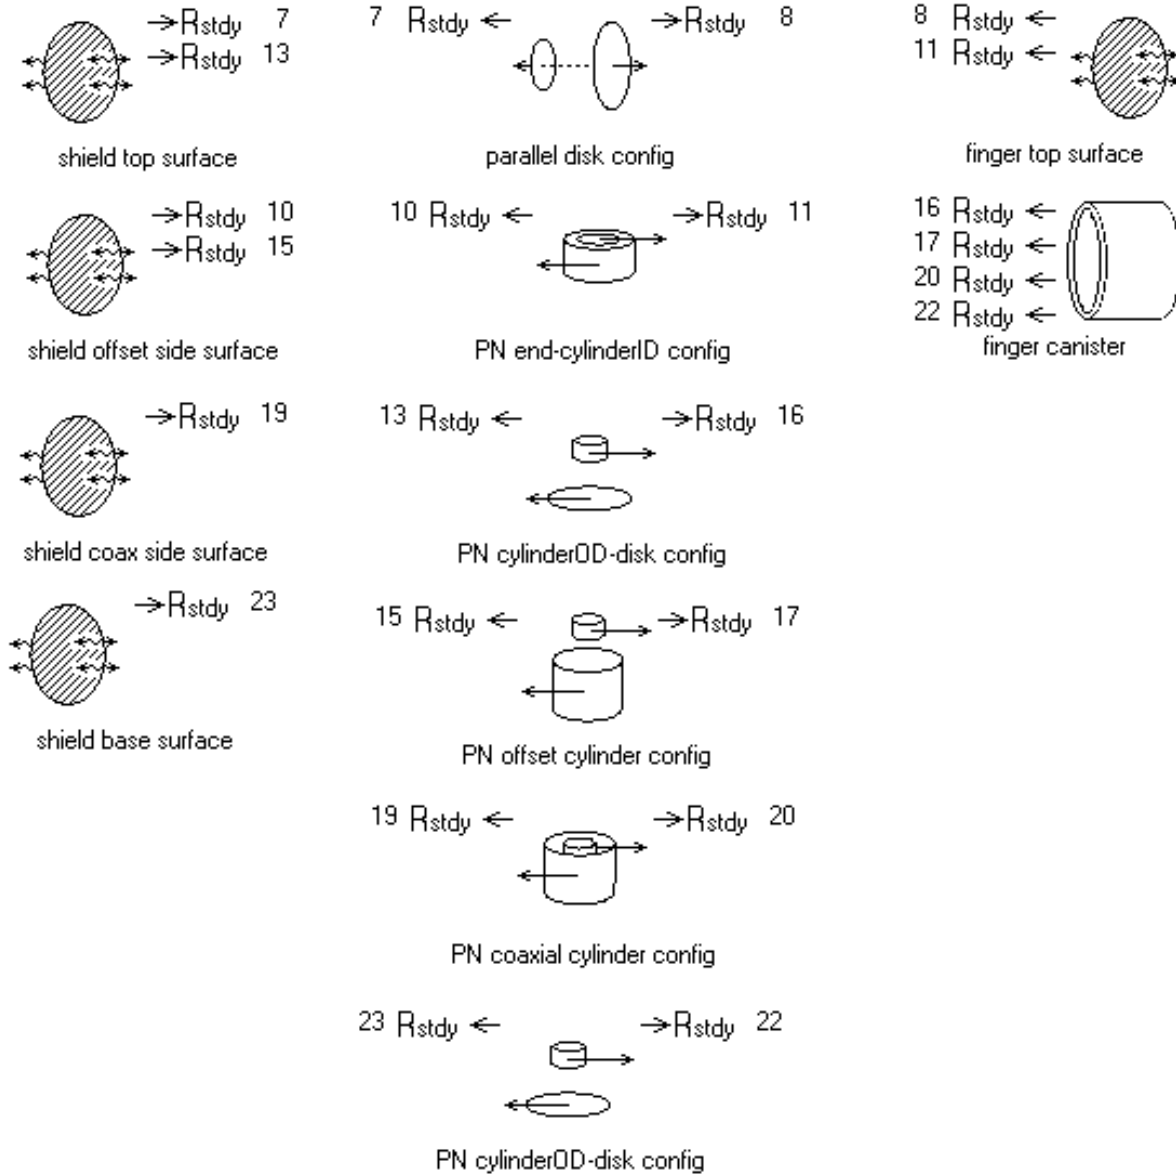 →Rstdy 7
→Rstdy 13
shield top surface
7 Rstdy ←
→Rstdy 8
parallel disk config
8 Rstdy ←
11 Rstdy ←
finger top surface
→Rstdy 10
→Rstdy 15
shield offset side surface
10 Rstdy ←
→Rstdy 11
PN end-cylinderID config
16 Rstdy ←
17 Rstdy ←
20 Rstdy ←
22 Rstdy ←
finger canister
→Rstdy 19
shield coax side surface
13 Rstdy ←
→Rstdy 16
PN cylinderOD-disk config
→Rstdy 23
shield base surface
15 Rstdy ←
→Rstdy 17
PN offset cylinder config
19 Rstdy ←
→Rstdy 20
PN coaxial cylinder config
23 Rstdy ←
→Rstdy 22
PN cylinderOD-disk config